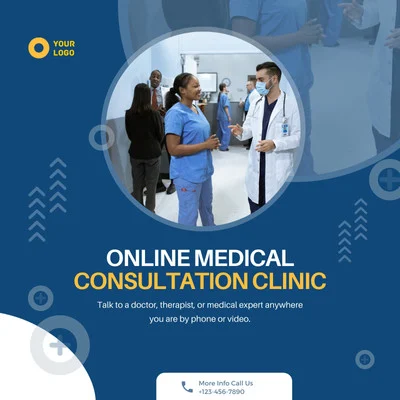 YOUR
LOGO
ONLINE MEDICAL
CONSULTATION CLINIC
Talk to a doctor, therapist, or medical expert anywhere
you are by phone or video.
More Info Call Us
+123-456-7890